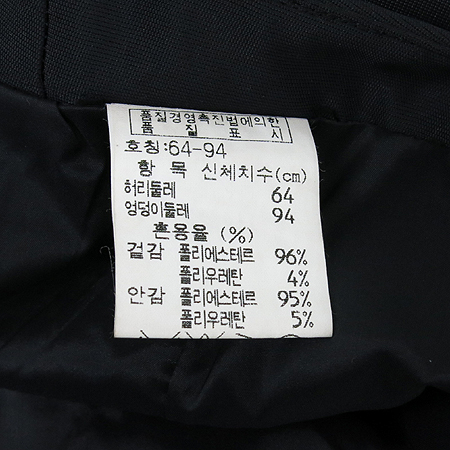 품질경영촉진법에의한
품 질 표 시
호칭:64-94
항 목 신체치수(cm)
허리둘레 64
엉덩이둘레 94
혼용율 (%)
겉감 폴리에스테르 96%
폴리우레탄 4%
안감 폴리에스테르 95%
폴리우레탄 5%